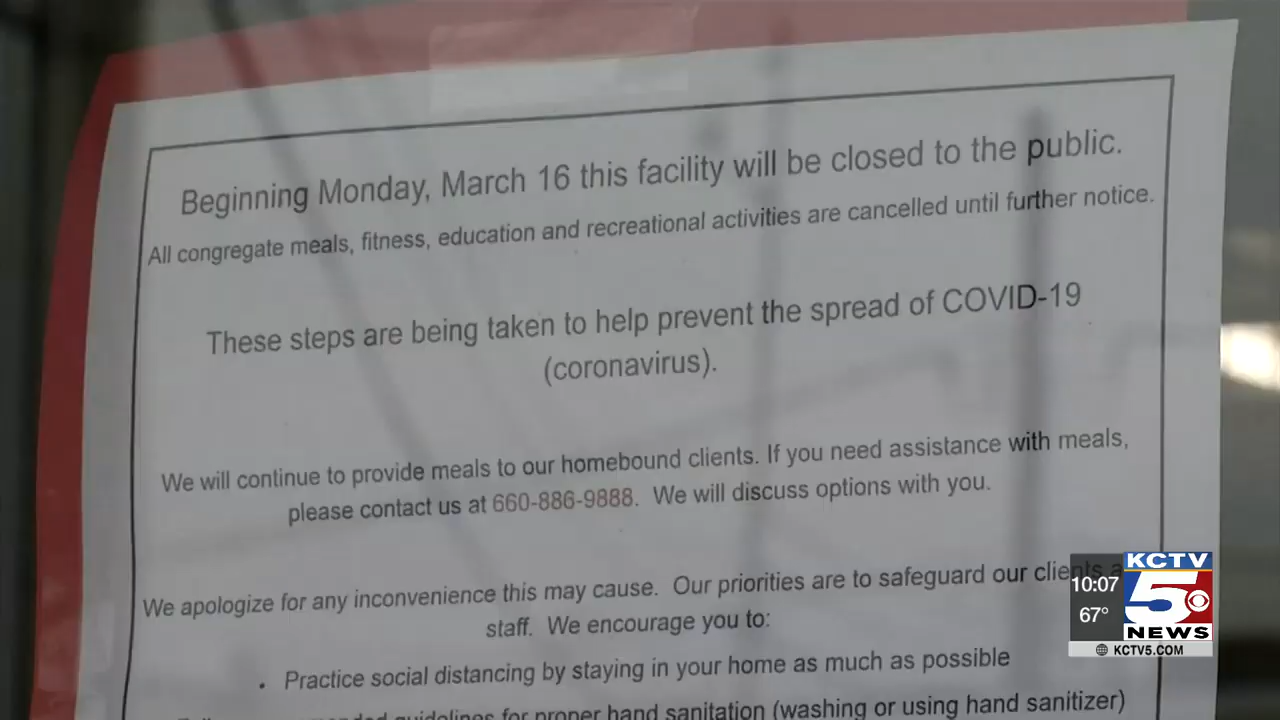 Beginning Monday, March 16 this facility will be closed to the public.
All congregate meals, fitness, education and recreational activities are cancelled until further notice.
These steps are being taken to help prevent the spread of COVID-19
(coronavirus).
We will continue to provide meals to our homebound clients. If you need assistance with meals,
please contact us at 660-886-9888. We will discuss options with you.
We apologize for any inconvenience this may cause. Our priorities are to safeguard our clients
staff. We encourage you to:
• Practice social distancing by staying in your home as much as possible
guidelines for proper hand sanitation (washing or using hand sanitizer)
10:07
67°
KCTV
5
NEWS
KCTV5.COM